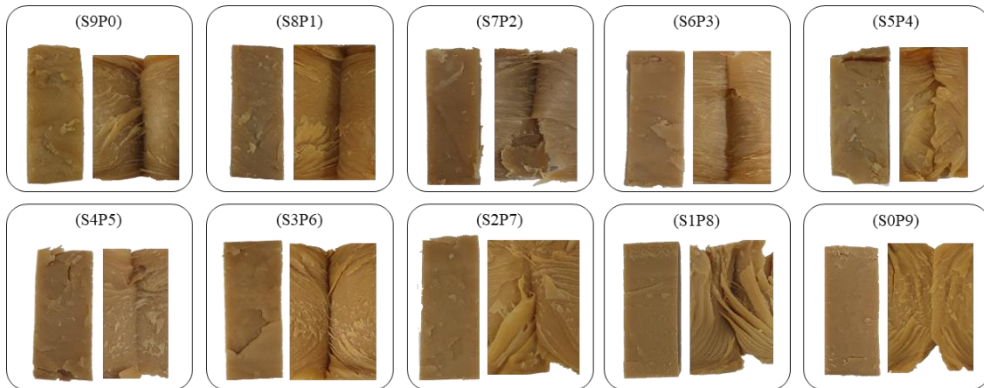 (S9P0)
(S8P1)
(S7P2)
(S6P3)
(S5P4)
(S4P5)
(S3P6)
(S2P7)
(S1P8)
(S0P9)